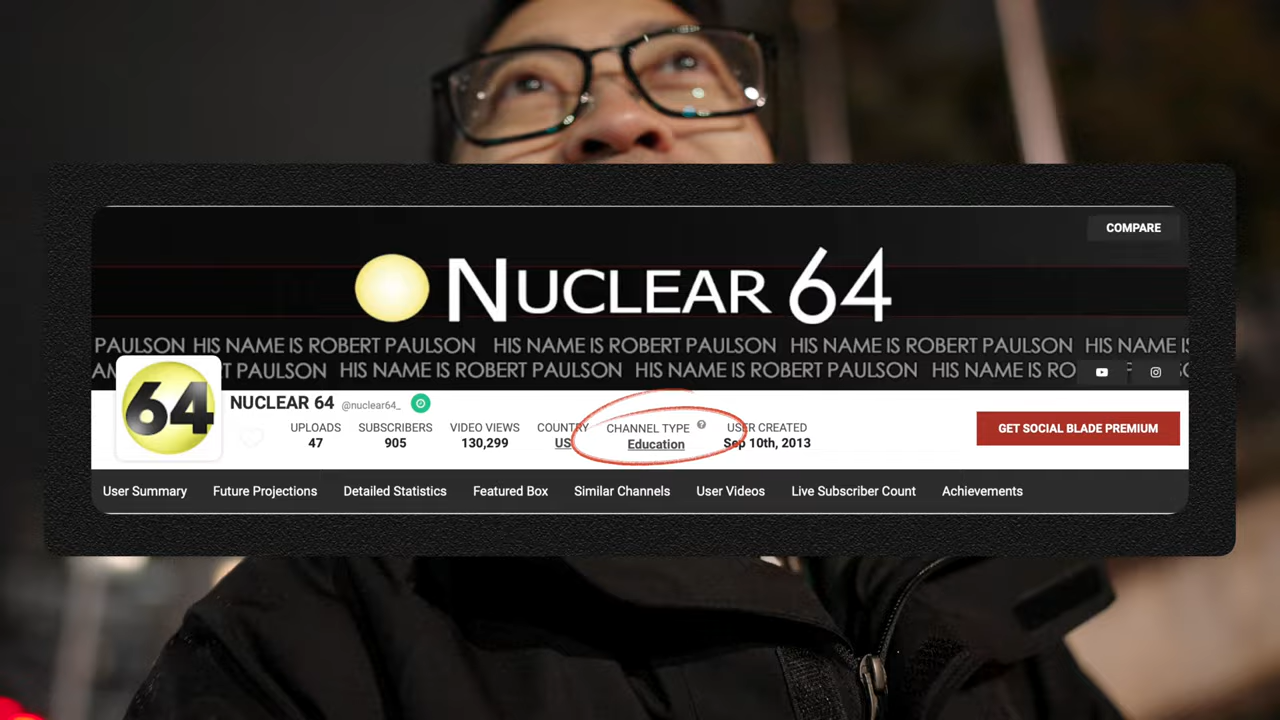 COMPARE
NUCLEAR 64
PAULSON HIS NAME IS ROBERT PAULSON HIS NAME IS ROBERT PAULSON HIS NAME IS ROBERT PAULSON HIS NAME IS
PAULSON HIS NAME IS ROBERT PAULSON HIS NAME IS ROBERT PAULSON HIS NAME IS
64
NUCLEAR 64 @nuclear64_
UPLOADS SUBSCRIBERS VIDEO VIEWS COUNTRY CHANNEL TYPE USER CREATED
47 905 130,299 US Education Sep 10th, 2013
GET SOCIAL BLADE PREMIUM
User Summary Future Projections Detailed Statistics Featured Box Similar Channels User Videos Live Subscriber Count Achievements